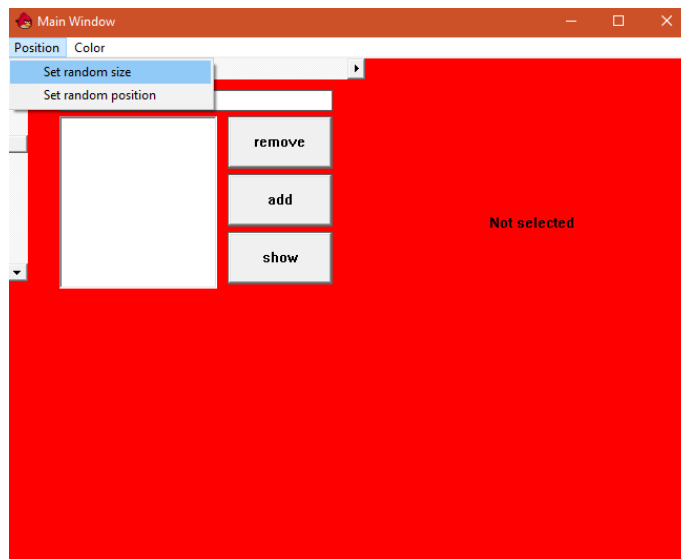 Main Window
Position Color
Set random size
Set random position
remove
add
Not selected
show